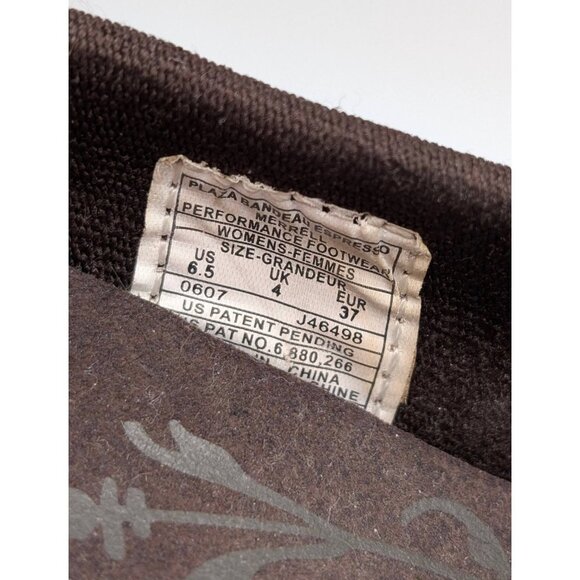 PLAZA BANDEAU ESPRESSO
MERRELL
PERFORMANCE FOOTWEAR
WOMENS-FEMMES
SIZE-GRANDEUR
US UK EUR
6.5 4 37
0607 J46498
US PATENT PENDING
US PAT NO.6,880,266
IN CHINA